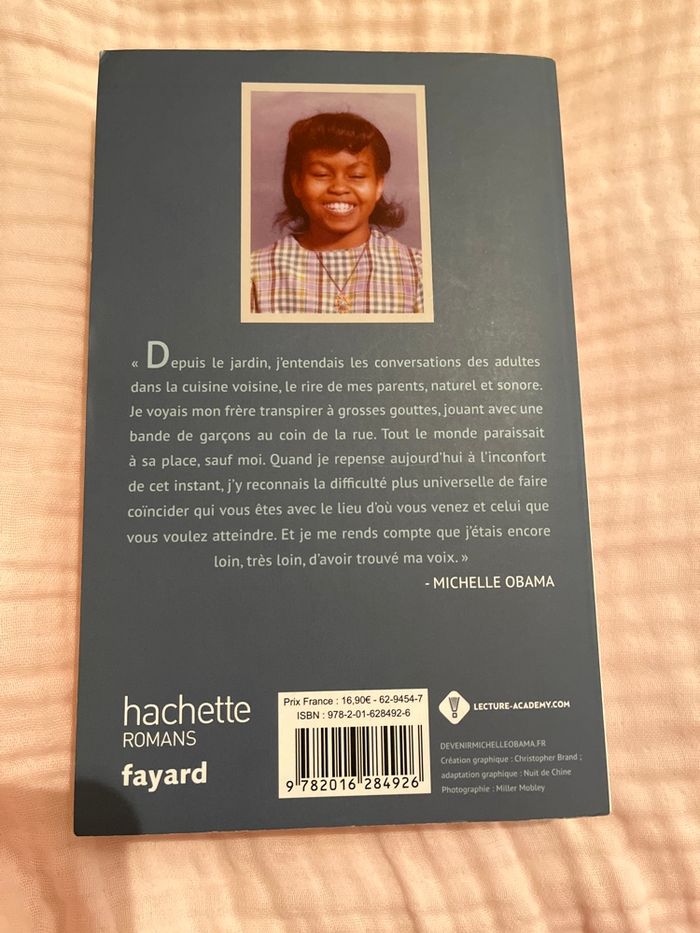 « Depuis le jardin, j'entendais les conversations des adultes
dans la cuisine voisine, le rire de mes parents, naturel et sonore.
Je voyais mon frère transpirer à grosses gouttes, jouant avec une
bande de garçons au coin de la rue. Tout le monde paraissait
à sa place, sauf moi. Quand je repense aujourd'hui à l'inconfort
de cet instant, j'y reconnais la difficulté plus universelle de faire
coïncider qui vous êtes avec le lieu d'où vous venez et celui que
vous voulez atteindre. Et je me rends compte que j'étais encore
loin, très loin, d'avoir trouvé ma voix. »
- MICHELLE OBAMA
hachette
ROMANS
fayard
Prix France : 16,90€ - 62-9454-7
ISBN : 978-2-01-628492-6
9 782016 284926
LECTURE-ACADEMY.COM
DEVENIRMICHELLEOBAMA.FR
Création graphique : Christopher Brand ;
adaptation graphique : Nuit de Chine
Photographie : Miller Mobley